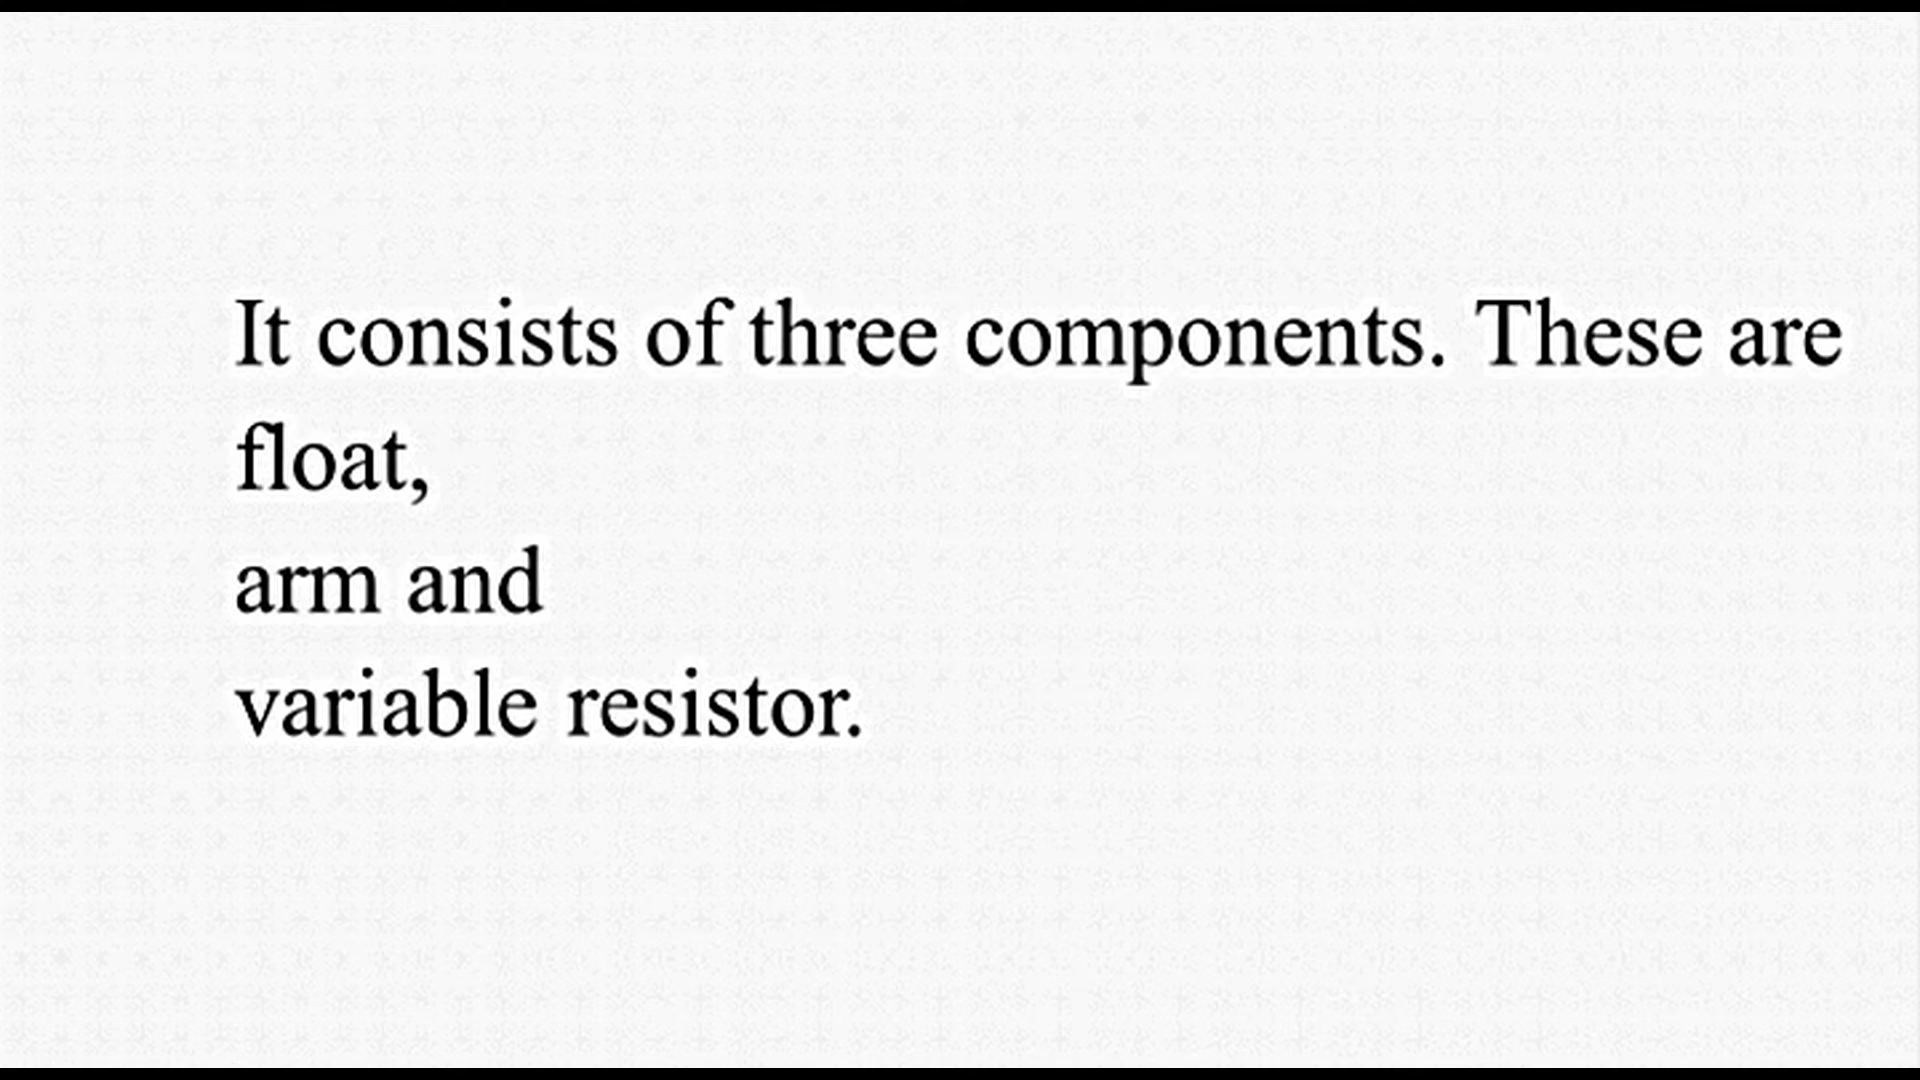 It consists of three components. These are
float,
arm and
variable resistor.